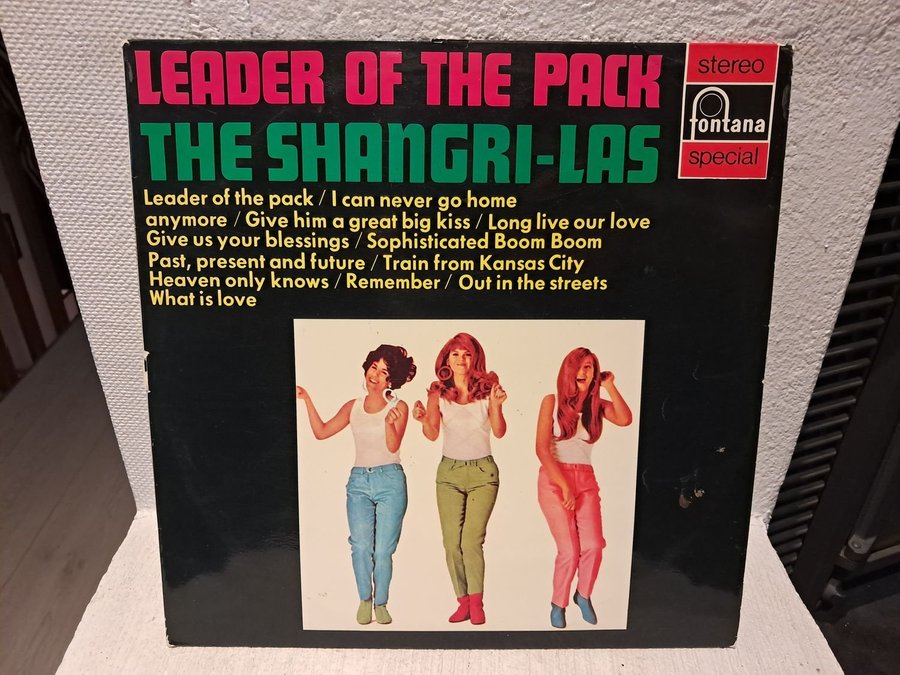 LEADER OF THE PACK
THE SHANGRI-LAS
stereo
fontana
special
Leader of the pack / I can never go home
anymore / Give him a great big kiss / Long live our love
Give us your blessings / Sophisticated Boom Boom
Past, present and future / Train from Kansas City
Heaven only knows / Remember / Out in the streets
What is love